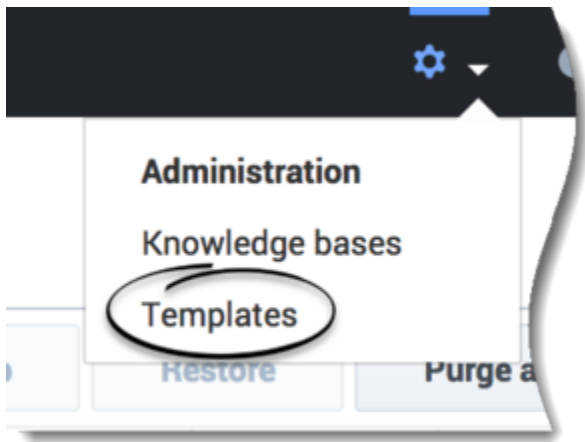 Administration
Knowledge bases
Templates
Restore
Purge a